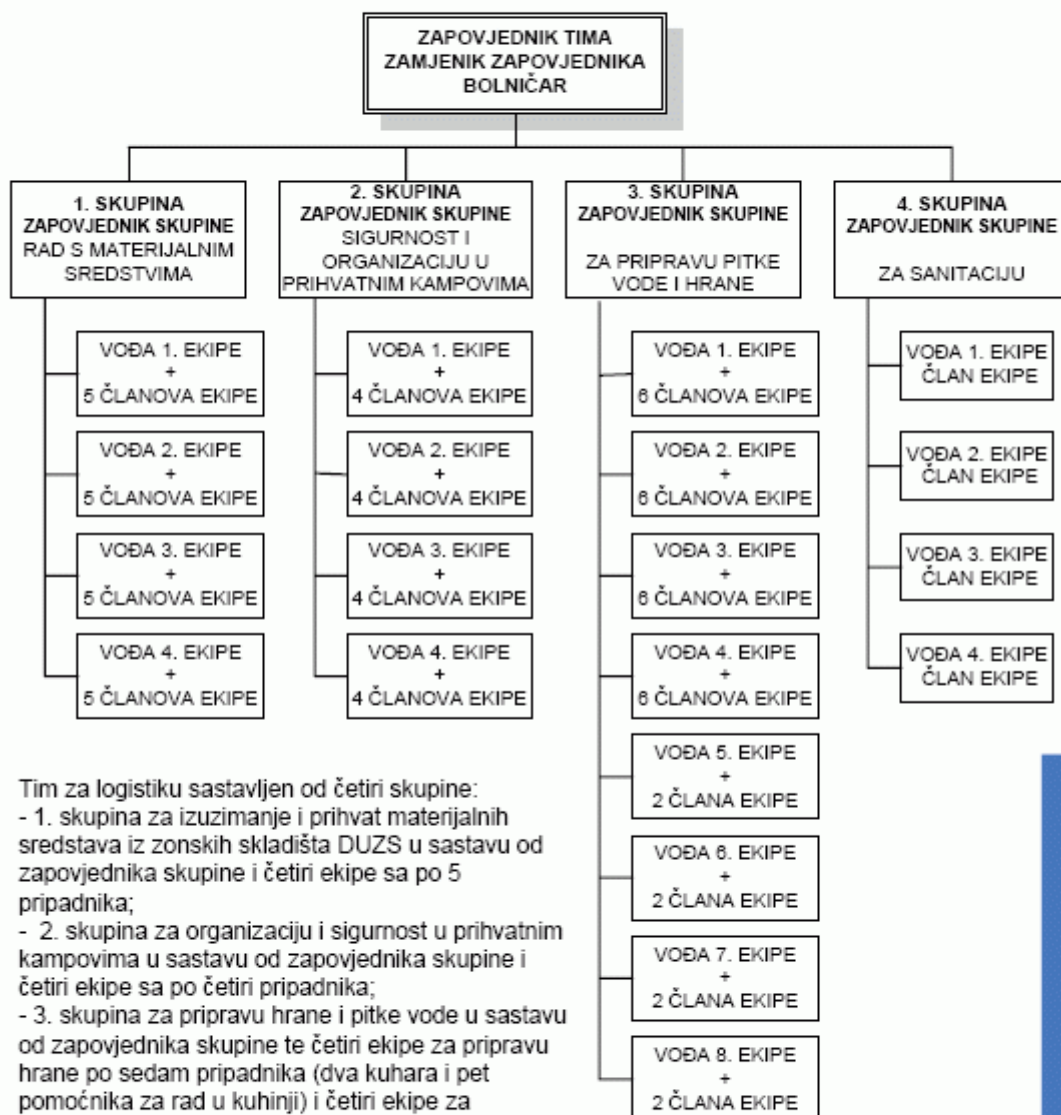 ZAPOVJEDNIK TIMA
ZAMJENIK ZAPOVJEDNIKA
BOLNIČAR
1. SKUPINA
ZAPOVJEDNIK SKUPINE
RAD S MATERIJALNIM
SREDSTVIMA
VOĐA 1. EKIPE
+
5 ČLANOVA EKIPE
VOĐA 2. EKIPE
+
5 ČLANOVA EKIPE
VOĐA 3. EKIPE
+
5 ČLANOVA EKIPE
VOĐA 4. EKIPE
+
5 ČLANOVA EKIPE
2. SKUPINA
ZAPOVJEDNIK SKUPINE
SIGURNOST I
ORGANIZACIJU U
PRIHVATNIM KAMPOVIMA
VOĐA 1. EKIPE
+
4 ČLANOVA EKIPE
VOĐA 2. EKIPE
+
4 ČLANOVA EKIPE
VOĐA 3. EKIPE
+
4 ČLANOVA EKIPE
VOĐA 4. EKIPE
+
4 ČLANOVA EKIPE
3. SKUPINA
ZAPOVJEDNIK SKUPINE
ZA PRIPRAVU PITKE
VODE I HRANE
VOĐA 1. EKIPE
+
6 ČLANOVA EKIPE
VOĐA 2. EKIPE
+
6 ČLANOVA EKIPE
VOĐA 3. EKIPE
+
6 ČLANOVA EKIPE
VOĐA 4. EKIPE
+
6 ČLANOVA EKIPE
VOĐA 5. EKIPE
+
2 ČLANA EKIPE
VOĐA 6. EKIPE
+
2 ČLANA EKIPE
VOĐA 7. EKIPE
+
2 ČLANA EKIPE
VOĐA 8. EKIPE
+
2 ČLANA EKIPE
4. SKUPINA
ZAPOVJEDNIK SKUPINE
ZA SANITACIJU
VOĐA 1. EKIPE
ČLAN EKIPE
VOĐA 2. EKIPE
ČLAN EKIPE
VOĐA 3. EKIPE
ČLAN EKIPE
VOĐA 4. EKIPE
ČLAN EKIPE
Tim za logistiku sastavljen od četiri skupine:
- 1. skupina za izuzimanje i prihvat materijalnih
sredstava iz zonskih skladišta DUZS u sastavu od
zapovjednika skupine i četiri ekipe sa po 5
pripadnika;
- 2. skupina za organizaciju i sigurnost u prihvatnim
kampovima u sastavu od zapovjednika skupine i
četiri ekipe sa po četiri pripadnika;
- 3. skupina za pripravu hrane i pitke vode u sastavu
od zapovjednika skupine te četiri ekipe za pripravu
hrane po sedam pripadnika (dva kuhara i pet
pomoćnika za rad u kuhinji) i četiri ekipe za